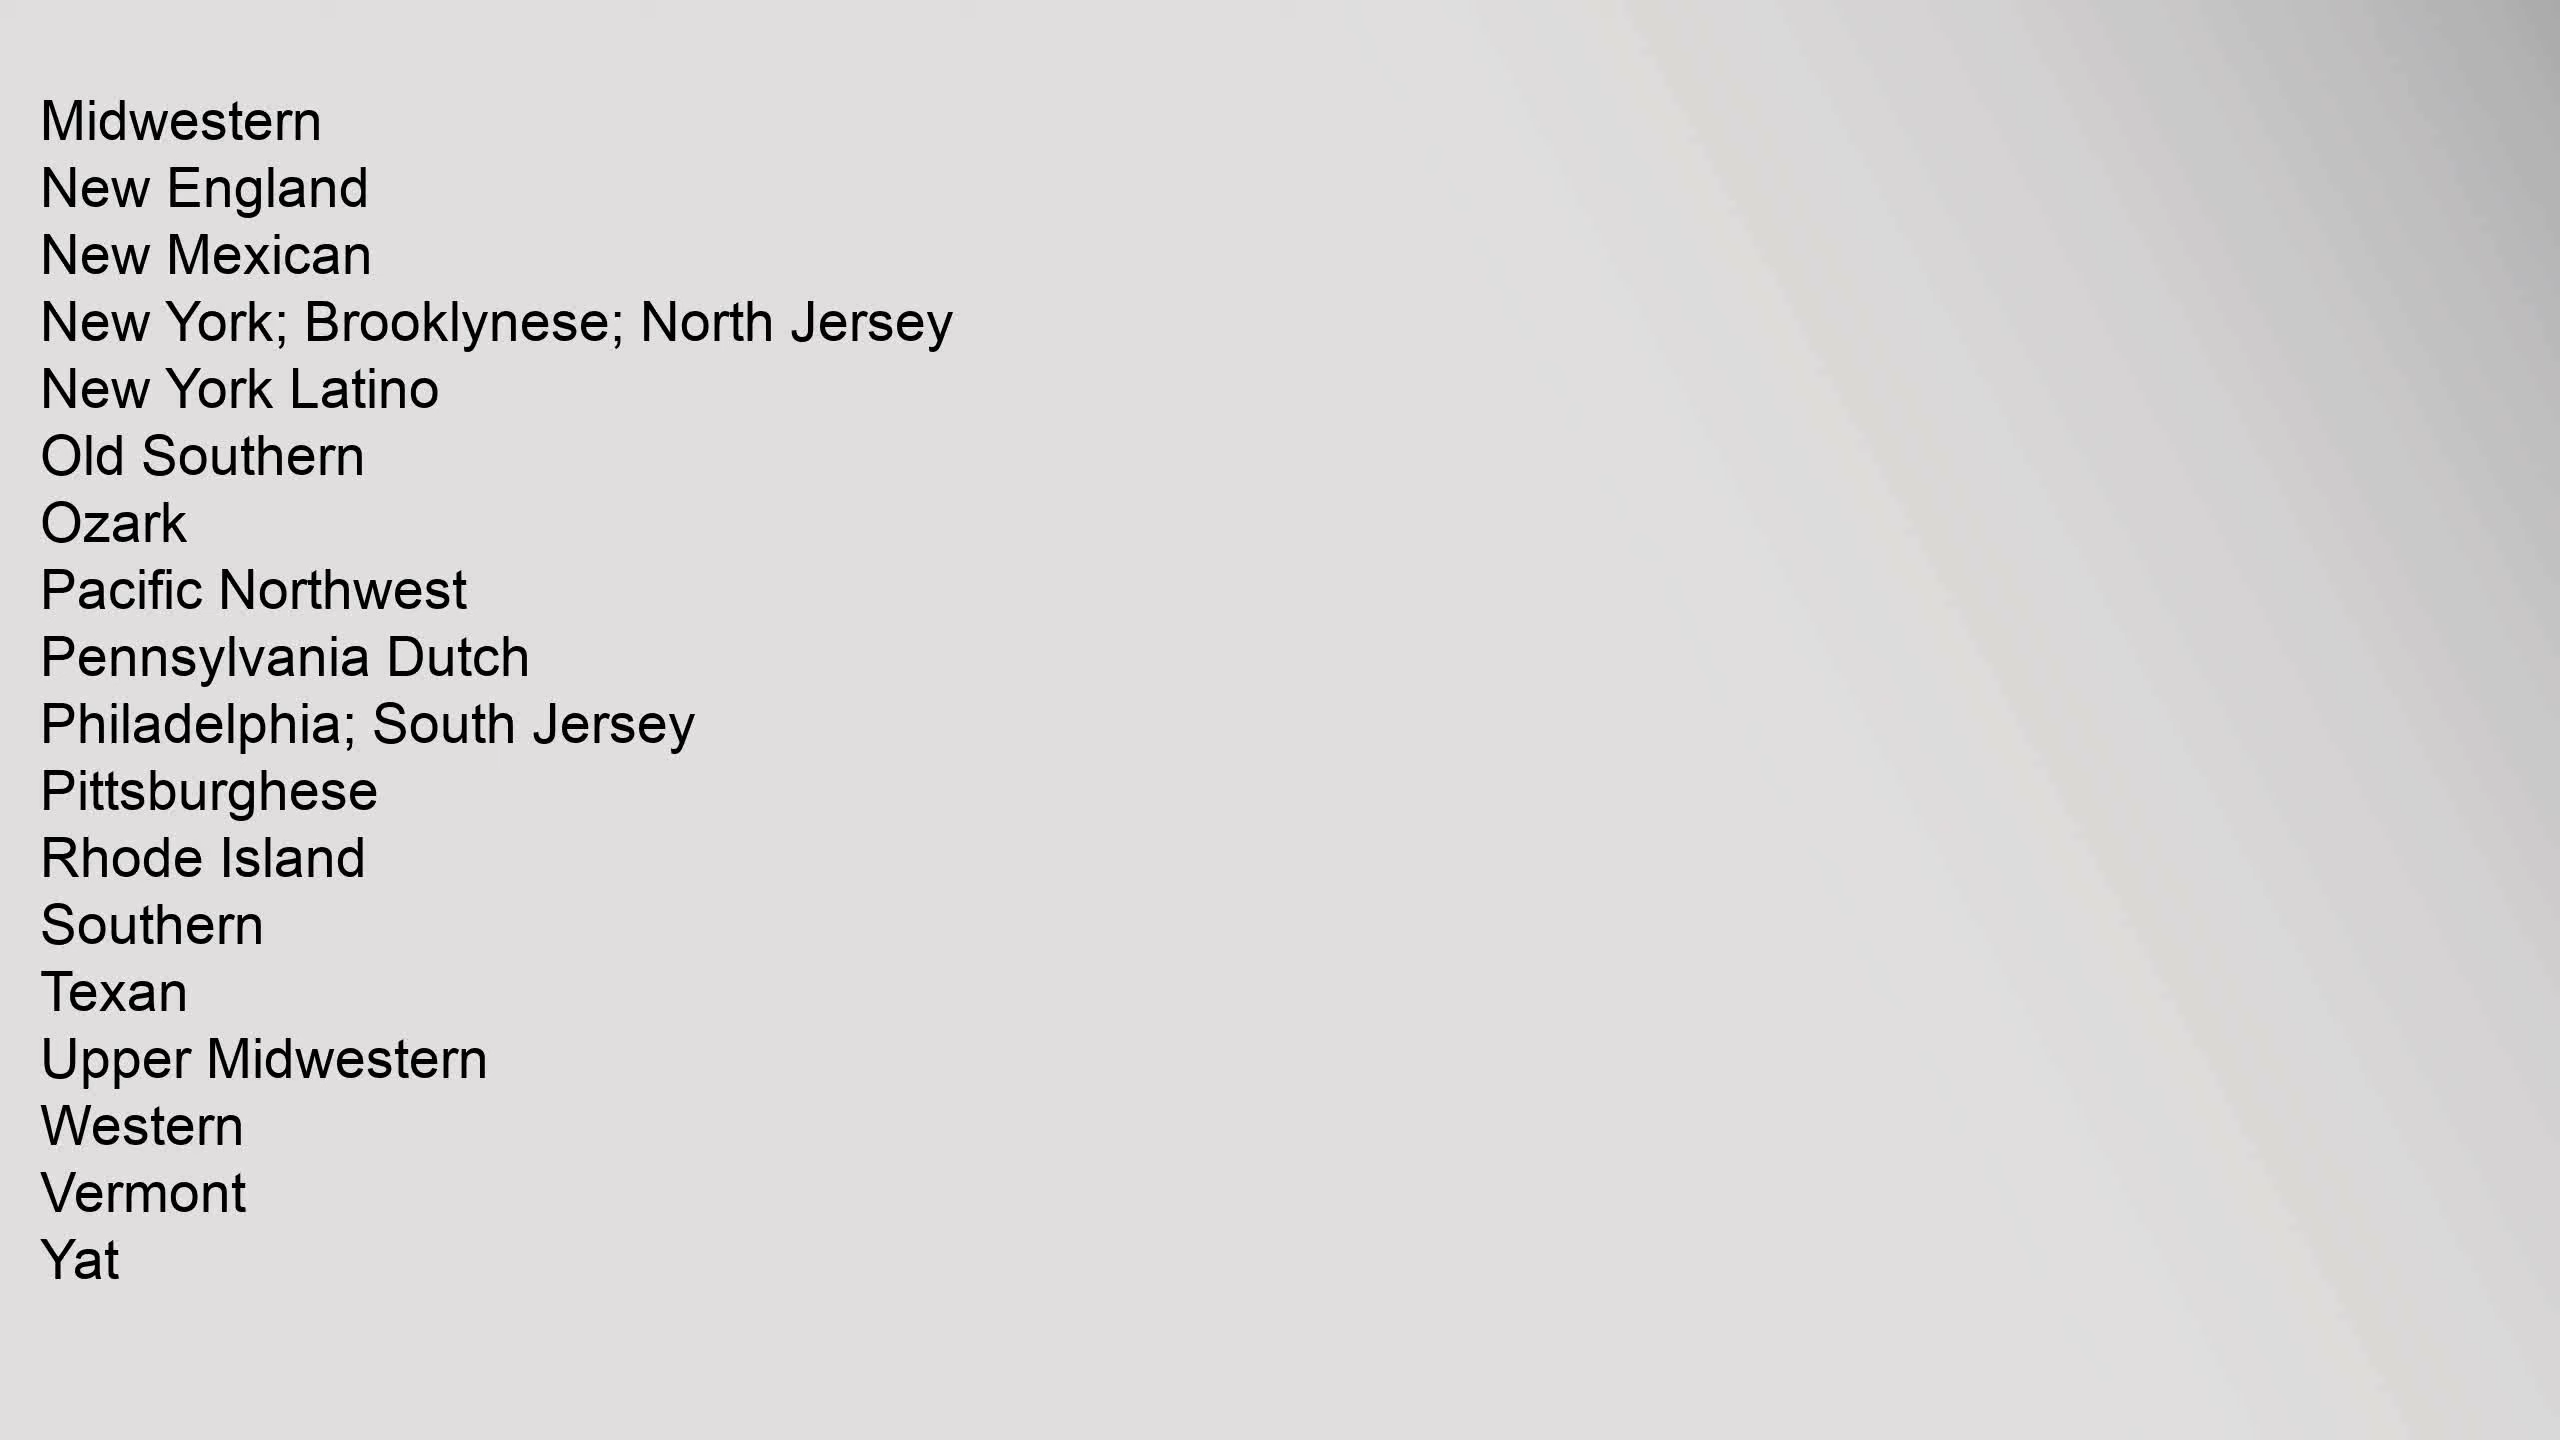 Midwestern
New England
New Mexican
New York; Brooklynese; North Jersey
New York Latino
Old Southern
Ozark
Pacific Northwest
Pennsylvania Dutch
Philadelphia; South Jersey
Pittsburghese
Rhode Island
Southern
Texan
Upper Midwestern
Western
Vermont
Yat